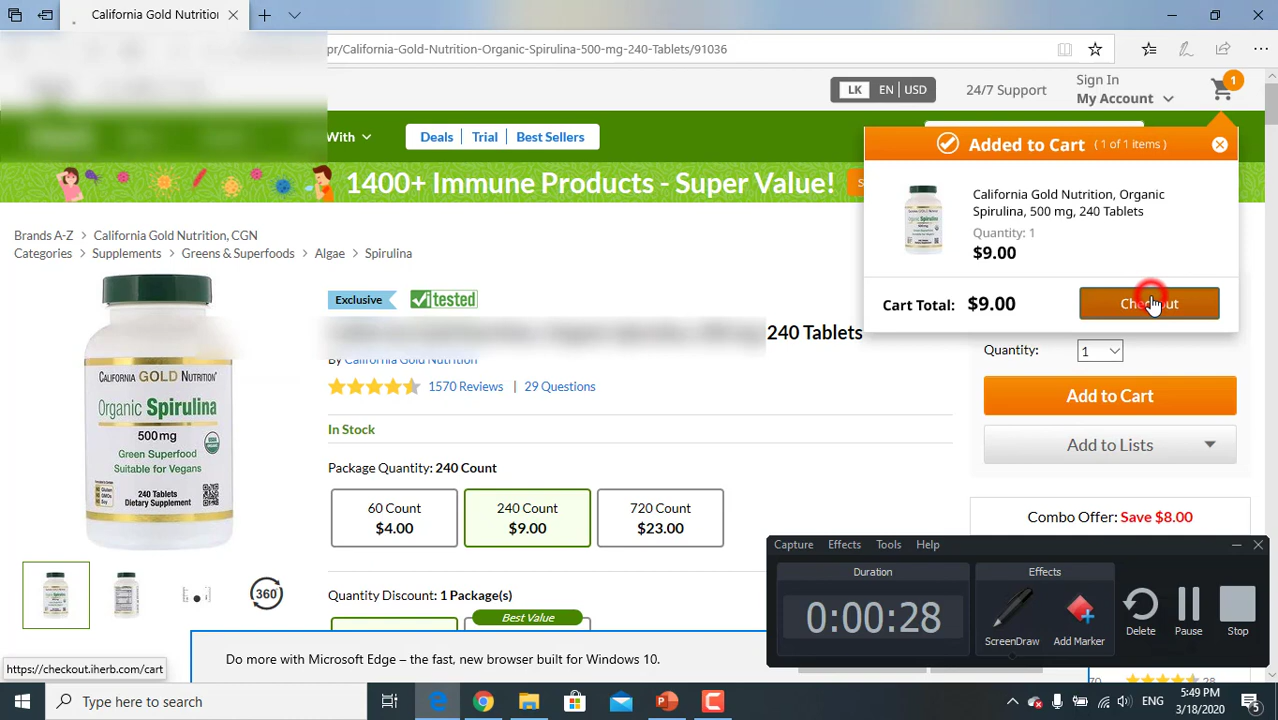 California Gold Nutrition
pr/California-Gold-Nutrition-Organic-Spirulina-500-mg-240-Tablets/91036
LK EN | USD
24/7 Support
Sign In
My Account
1
With
Deals | Trial | Best Sellers
1400+ Immune Products - Super Value!
Added to Cart ( 1 of 1 items )
California Gold Nutrition, Organic
Spirulina, 500 mg, 240 Tablets
Quantity: 1
$9.00
Cart Total: $9.00
Checkout
Brands A-Z California Gold Nutrition, CGN
Categories Supplements Greens & Superfoods Algae Spirulina
CALIFORNIA GOLD NUTRITION
Organic Spirulina
500 mg
Green Superfood
Suitable for Vegans
240 Tablets
Dietary Supplement
360
Exclusive
itested
240 Tablets
By California Gold Nutrition
1570 Reviews | 29 Questions
In Stock
Package Quantity: 240 Count
60 Count
$4.00
240 Count
$9.00
720 Count
$23.00
Quantity Discount: 1 Package(s)
Best Value
Quantity: 1
Add to Cart
Add to Lists
Combo Offer: Save $8.00
Capture Effects Tools Help
Duration
0:00:28
Effects
ScreenDraw
Add Marker
Delete
Pause
Stop
Do more with Microsoft Edge – the fast, new browser built for Windows 10.
70 28
https://checkout.iherb.com/cart
Type here to search
ENG
5:49 PM
3/18/2020
5